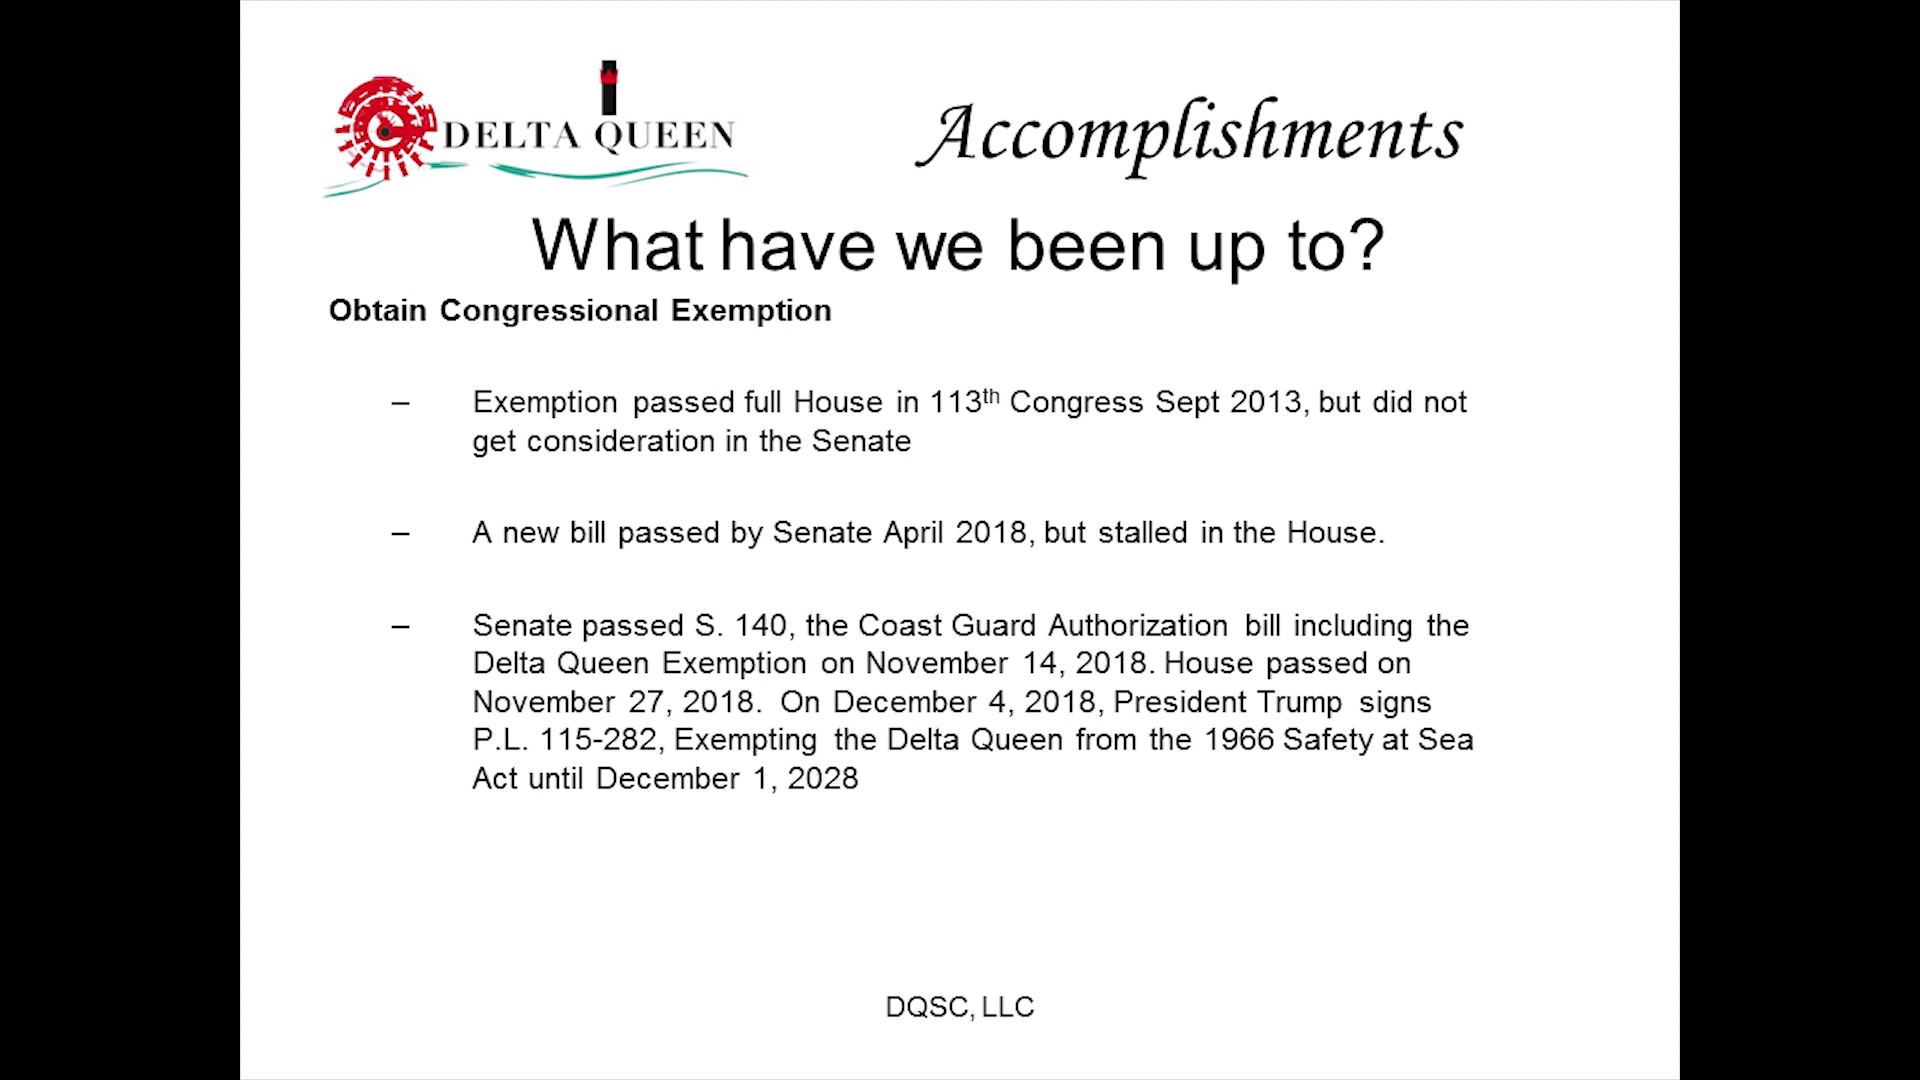 DELTA QUEEN
Accomplishments
What have we been up to?
Obtain Congressional Exemption
– Exemption passed full House in 113th Congress Sept 2013, but did not
get consideration in the Senate
– A new bill passed by Senate April 2018, but stalled in the House.
– Senate passed S. 140, the Coast Guard Authorization bill including the
Delta Queen Exemption on November 14, 2018. House passed on
November 27, 2018. On December 4, 2018, President Trump signs
P.L. 115-282, Exempting the Delta Queen from the 1966 Safety at Sea
Act until December 1, 2028
DQSC, LLC